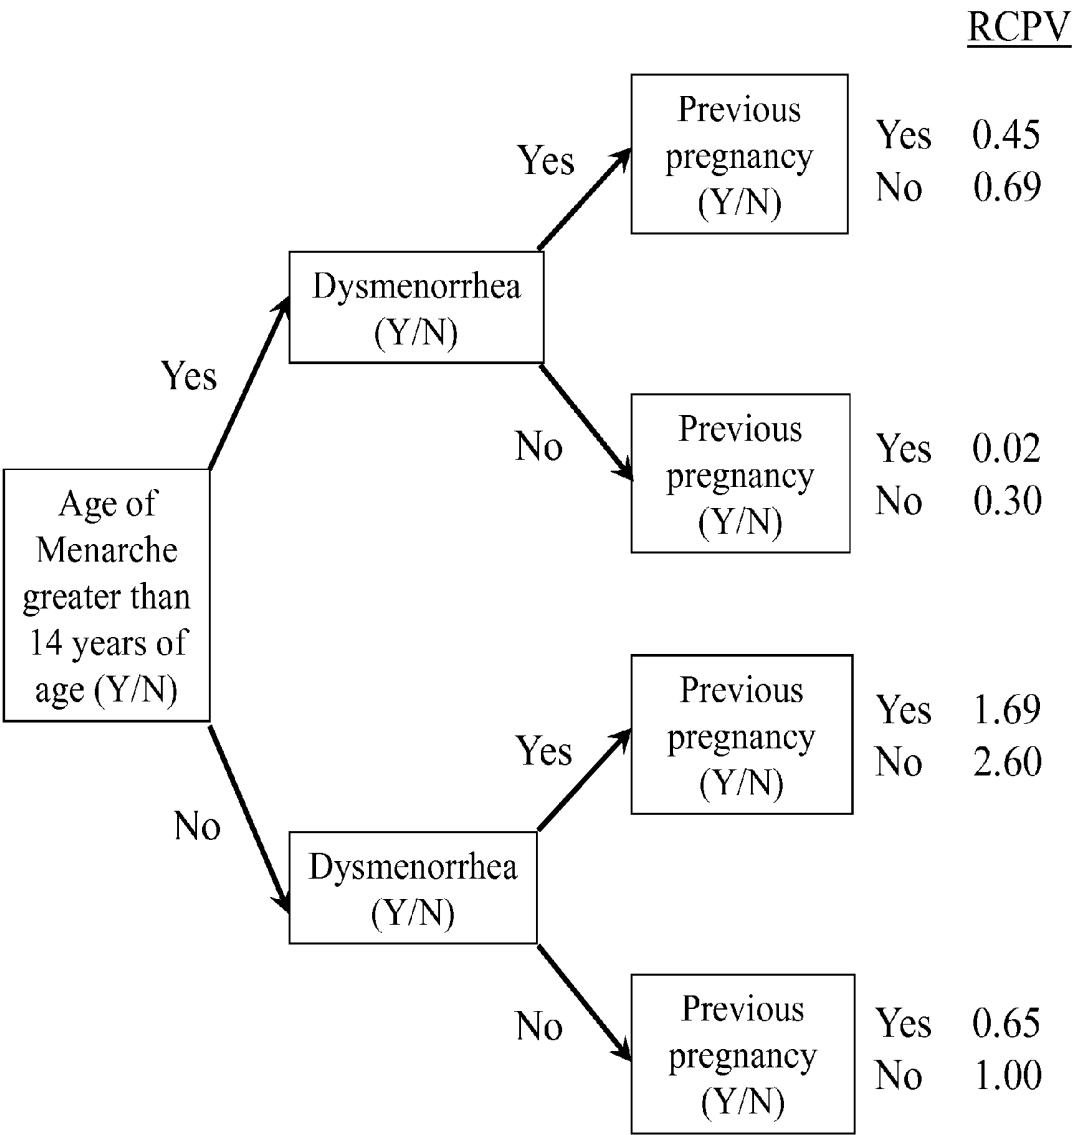 RCPV
Previous
pregnancy
(Y/N)
Yes 0.45
No 0.69
Yes
Dysmenorrhea
(Y/N)
Yes
No
Previous
pregnancy
(Y/N)
Yes 0.02
No 0.30
Age of
Menarche
greater than
14 years of
age (Y/N)
Previous
pregnancy
(Y/N)
Yes 1.69
No 2.60
Yes
No
Dysmenorrhea
(Y/N)
No
Previous
pregnancy
(Y/N)
Yes 0.65
No 1.00